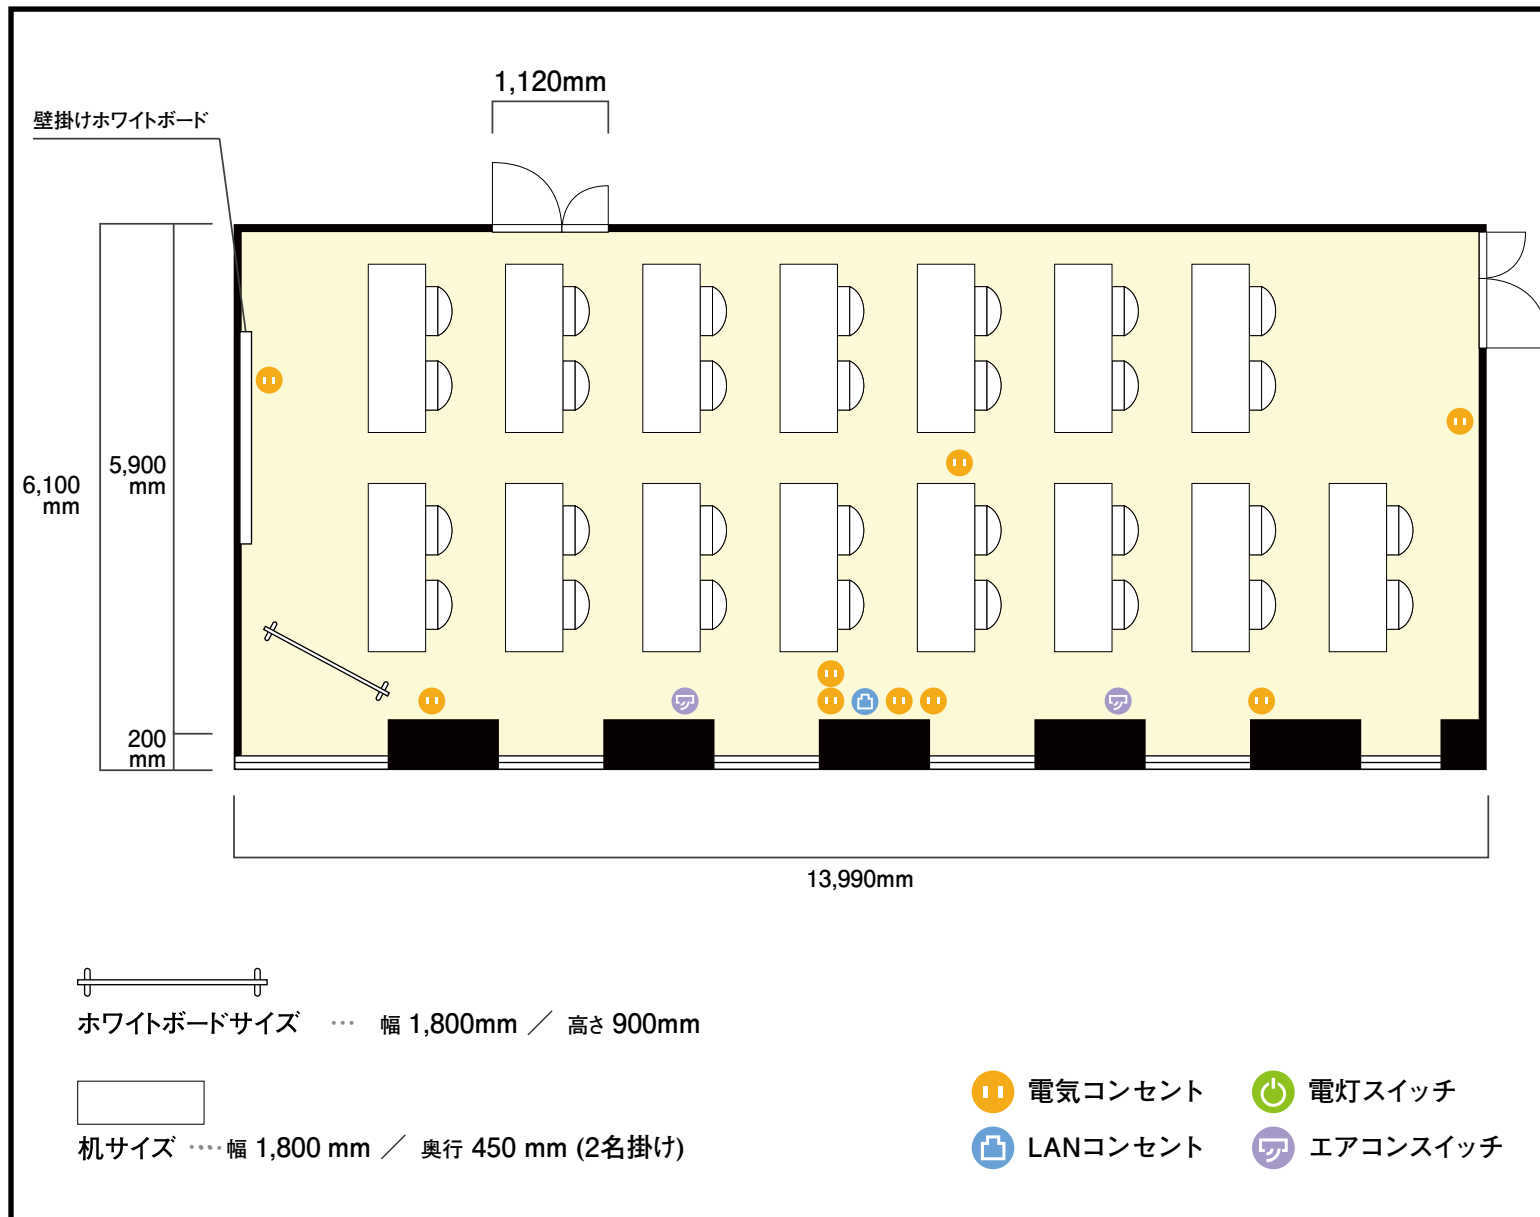 1,120mm
壁掛けホワイトボード
5,900
mm
6,100
mm
200
mm
13,990mm
ホワイトボードサイズ … 幅 1,800mm ／ 高さ 900mm
机サイズ ‥‥ 幅 1,800 mm ／ 奥行 450 mm (2名掛け)
電気コンセント
電灯スイッチ
LANコンセント
エアコンスイッチ